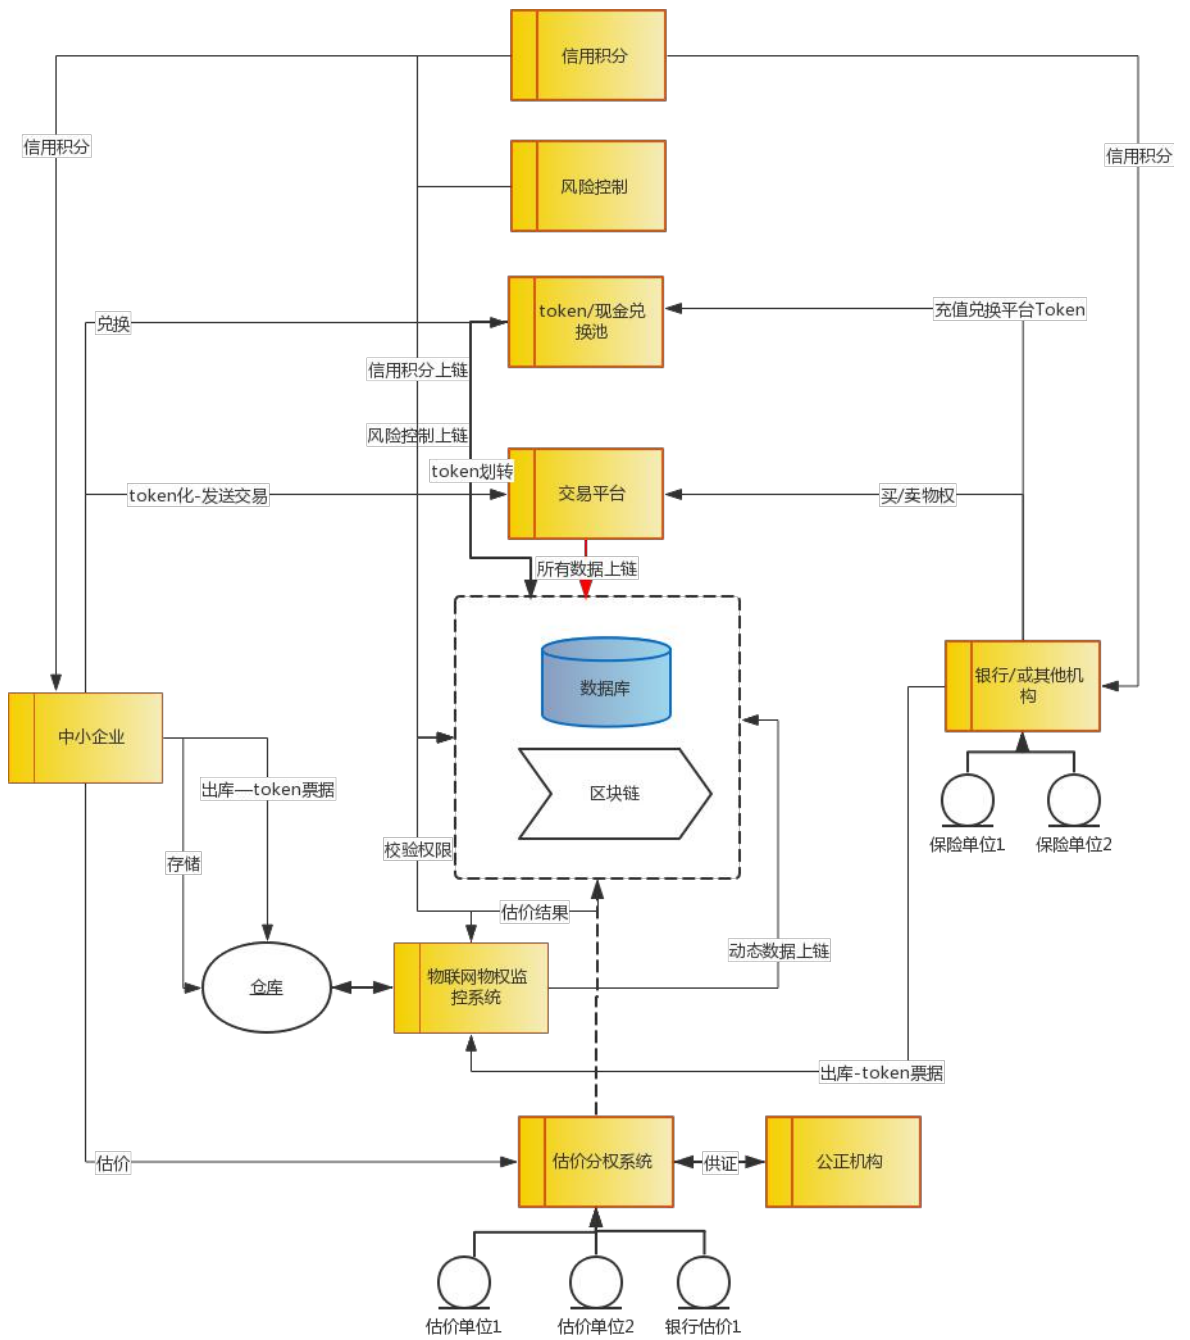 信用积分
信用积分
信用积分
风险控制
token/现金兑
换池
兑换
充值兑换平台Token
信用积分上链
风险控制上链
token划转
交易平台
token化-发送交易
买/卖物权
所有数据上链
数据库
银行/或其他机
构
中小企业
出库—token票据
区块链
保险单位1
保险单位2
校验权限
存储
估价结果
动态数据上链
仓库
物联网物权监
控系统
出库-token票据
估价
估价分权系统
供证
公正机构
估价单位1
估价单位2
银行估价1